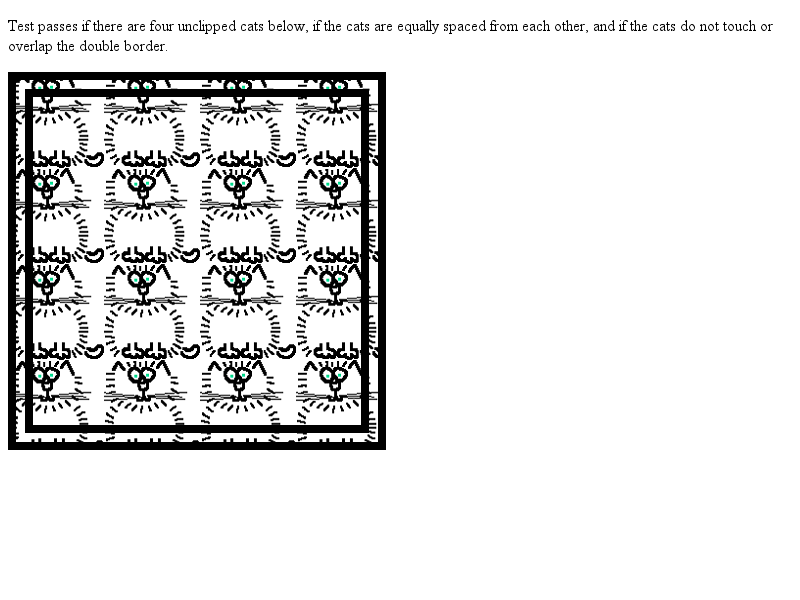 Test passes if there are four unclipped cats below, if the cats are equally spaced from each other, and if the cats do not touch or
overlap the double border.